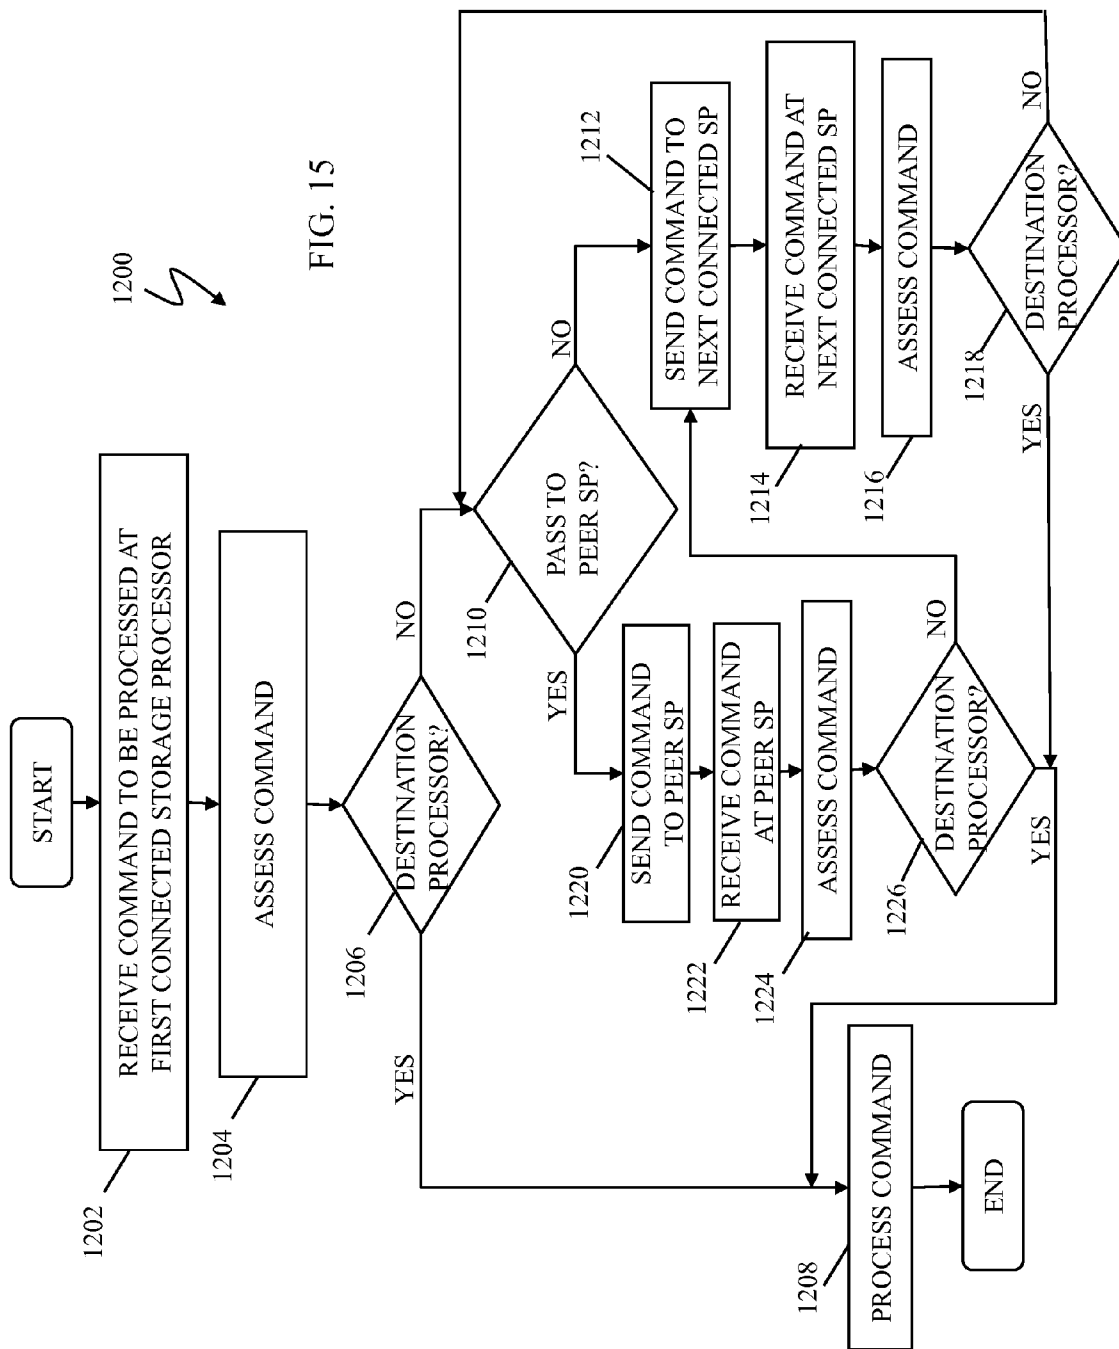 1200
FIG. 15
START
RECEIVE COMMAND TO BE PROCESSED AT
FIRST CONNECTED STORAGE PROCESSOR
1202
ASSESS COMMAND
1204
DESTINATION
PROCESSOR?
1206
YES
NO
PASS TO
PEER SP?
1210
YES
NO
SEND COMMAND TO
NEXT CONNECTED SP
1212
RECEIVE COMMAND AT
NEXT CONNECTED SP
1214
ASSESS COMMAND
1216
DESTINATION
PROCESSOR?
1218
YES
NO
SEND COMMAND
TO PEER SP
1220
RECEIVE COMMAND
AT PEER SP
1222
ASSESS COMMAND
1224
DESTINATION
PROCESSOR?
1226
NO
YES
PROCESS COMMAND
1208
END